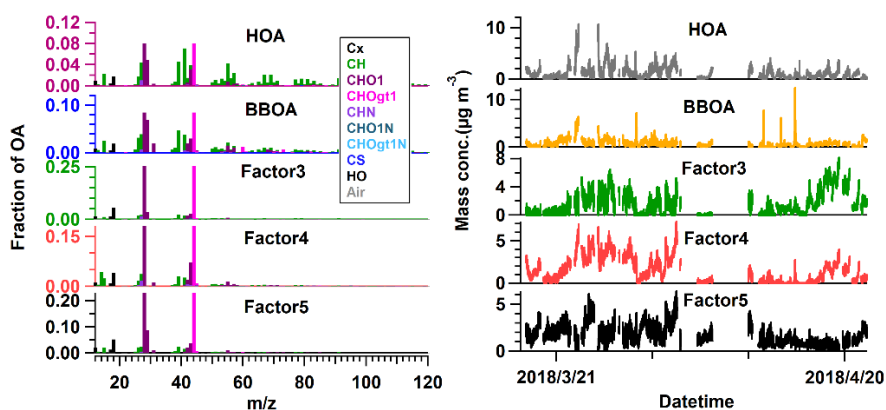 Fraction of OA
0.12
0.08
0.04
0.00
HOA
0.10
0.00
BBOA
0.25
0.00
Factor3
0.15
0.00
Factor4
0.20
0.10
0.00
Factor5
20
40
60
80
100
120
m/z
Cx
CH
CHO1
CHOgt1
CHN
CHO1N
CHOgt1N
CS
HO
Air
Mass conc.(µg m⁻³)
10
5
0
HOA
10
0
BBOA
8
4
0
Factor3
6
3
0
Factor4
5
0
Factor5
2018/3/21
2018/4/20
Datetime